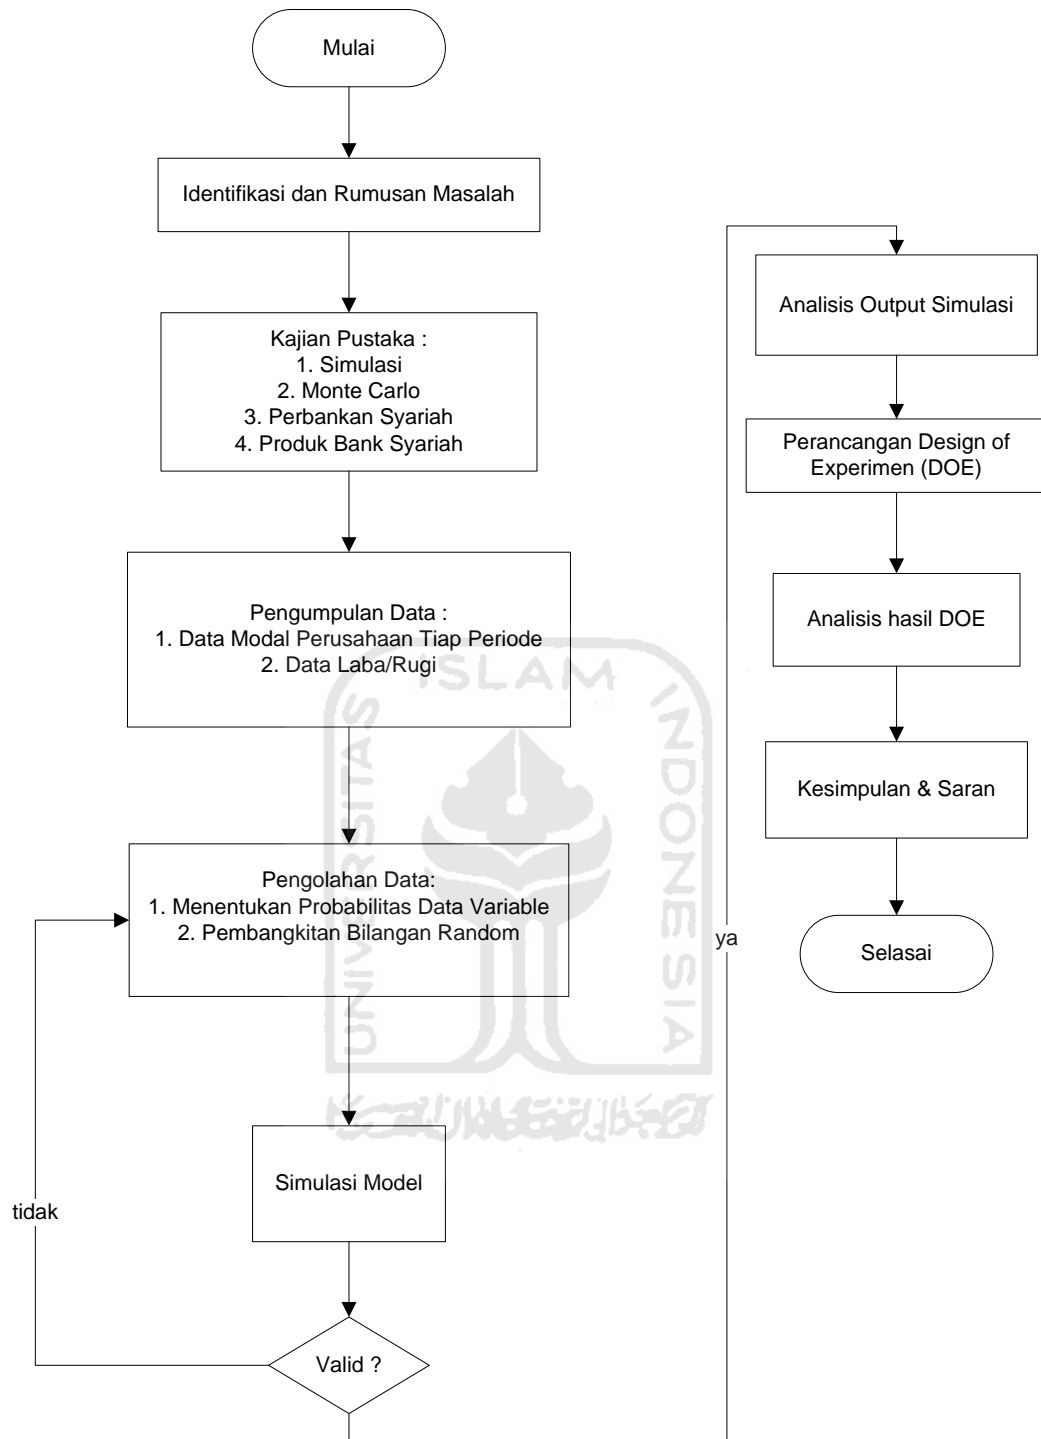 Mulai
Identifikasi dan Rumusan Masalah
Kajian Pustaka :
1. Simulasi
2. Monte Carlo
3. Perbankan Syariah
4. Produk Bank Syariah
Pengumpulan Data :
1. Data Modal Perusahaan Tiap Periode
2. Data Laba/Rugi
Pengolahan Data:
1. Menentukan Probabilitas Data Variable
2. Pembangkitan Bilangan Random
Simulasi Model
Valid ?
tidak
ya
Analisis Output Simulasi
Perancangan Design of
Experimen (DOE)
Analisis hasil DOE
Kesimpulan & Saran
Selasai
UNIVERSITAS
ISLAM
INDONESIA